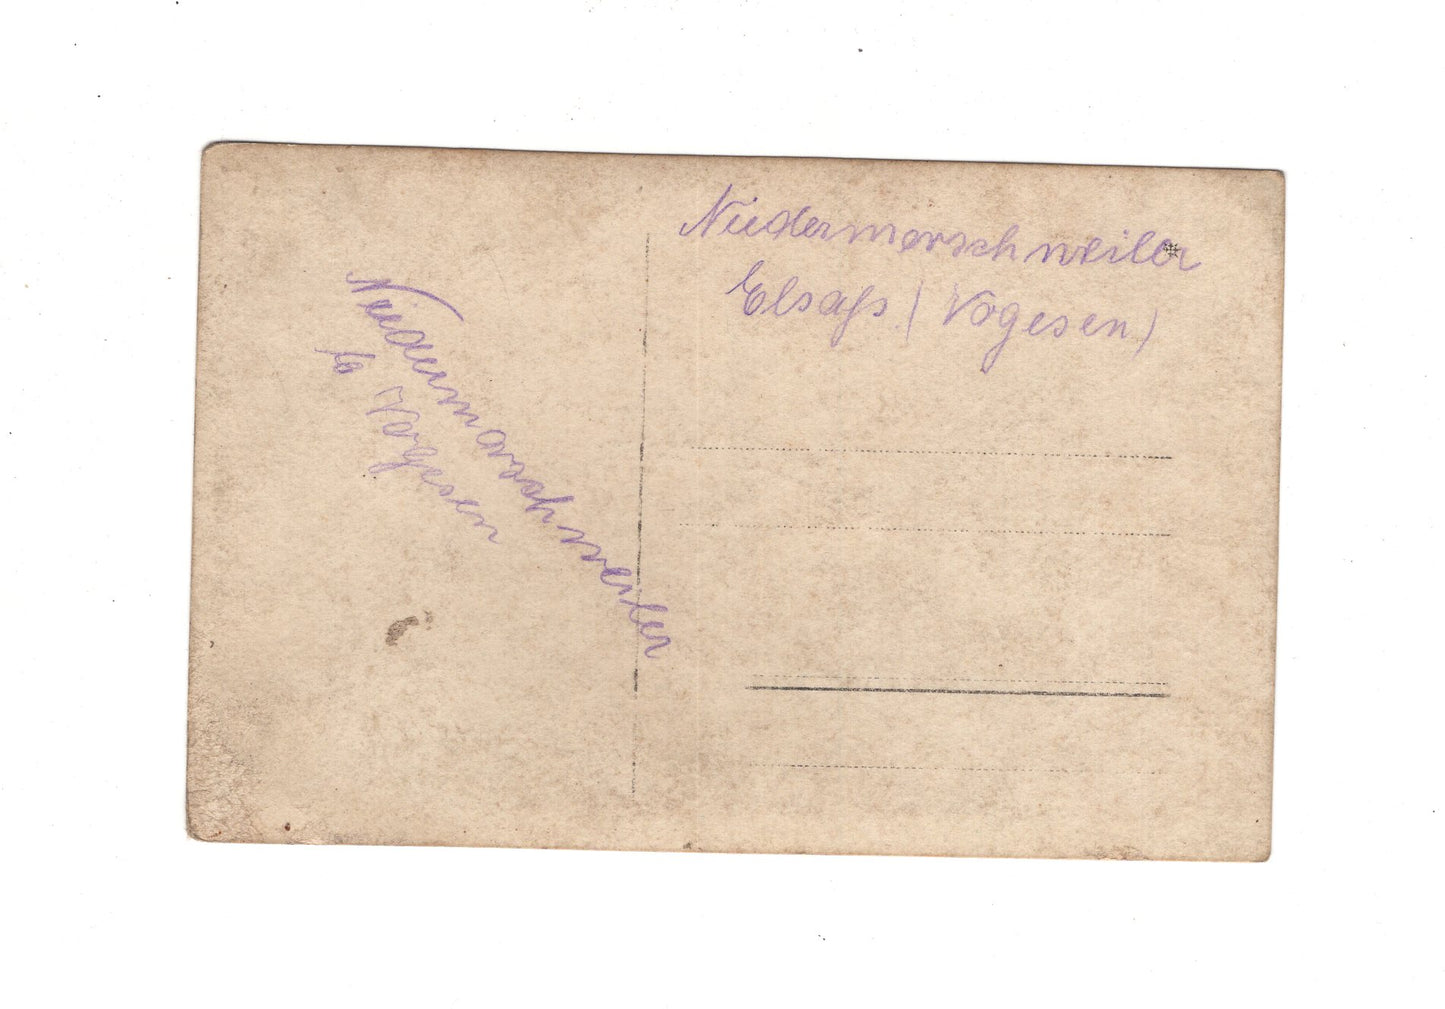 Niedermorschweiler
Elsaß (Vogesen)
Niedermorschweiler
Vogesen